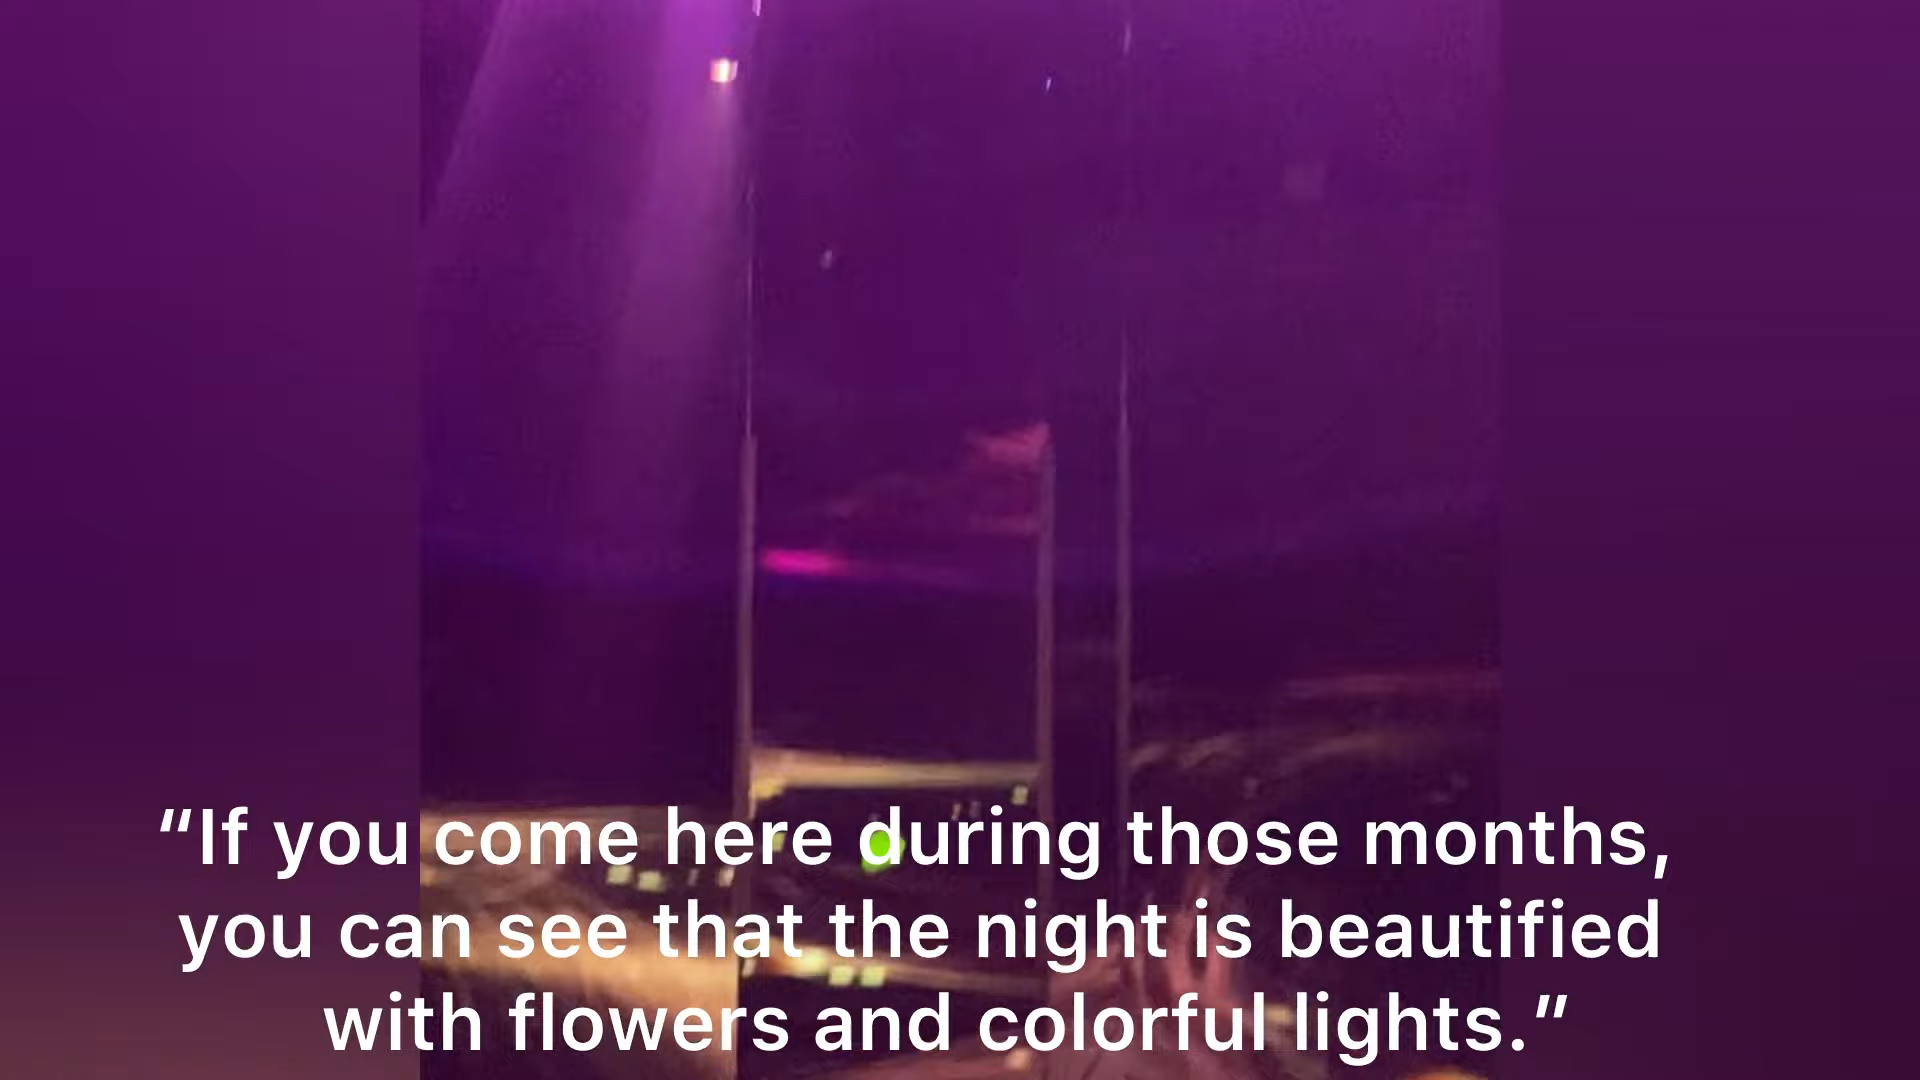 “If you come here during those months,
you can see that the night is beautified
with flowers and colorful lights.”